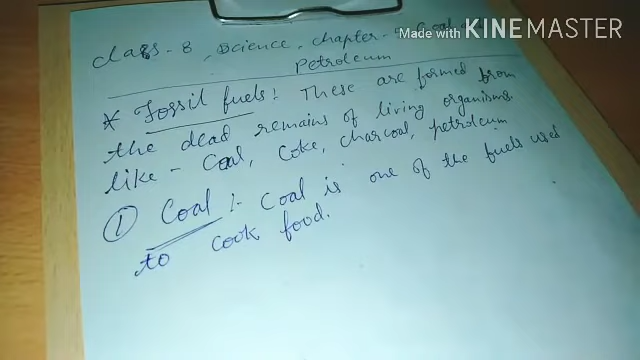 Made with KINEMASTER
Class - 8, Science, Chapter - Coal
Petroleum
* Fossil fuels: These are formed from
the dead remains of living organisms.
like - Coal, Coke, charcoal, petroleum
① Coal :- Coal is one of the fuels used
to cook food.